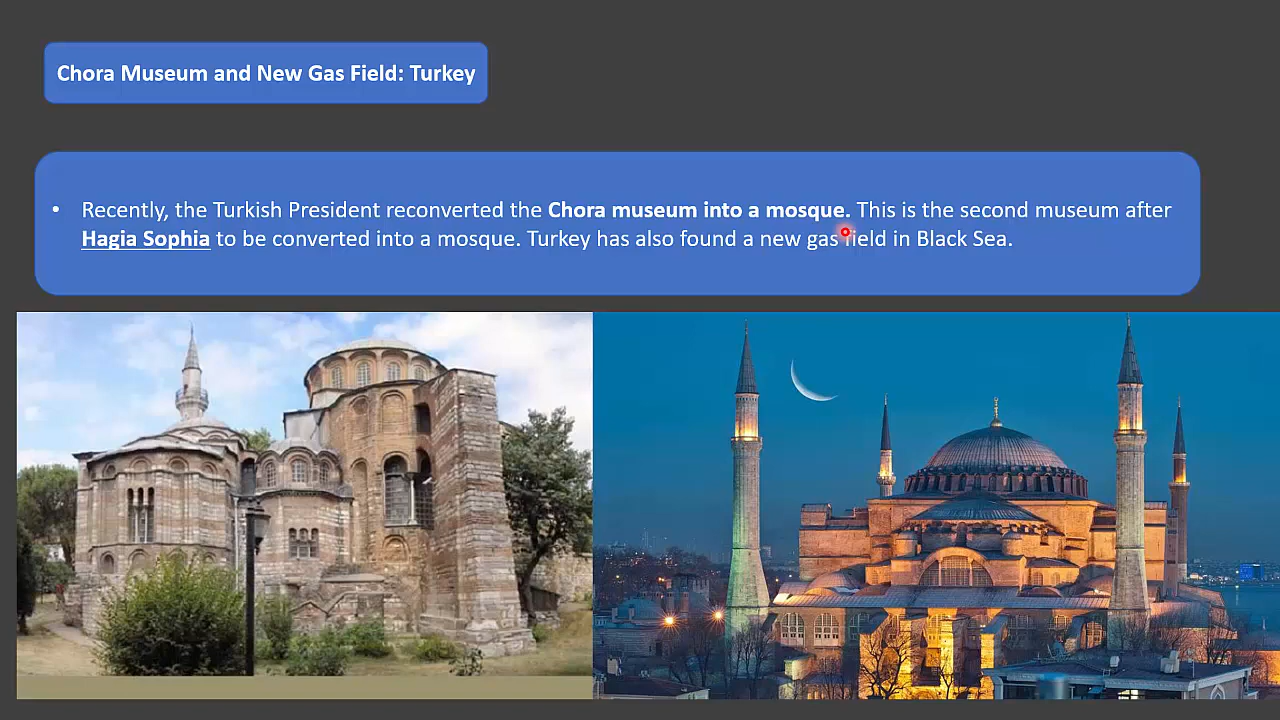 Chora Museum and New Gas Field: Turkey
• Recently, the Turkish President reconverted the Chora museum into a mosque. This is the second museum after
Hagia Sophia to be converted into a mosque. Turkey has also found a new gas field in Black Sea.